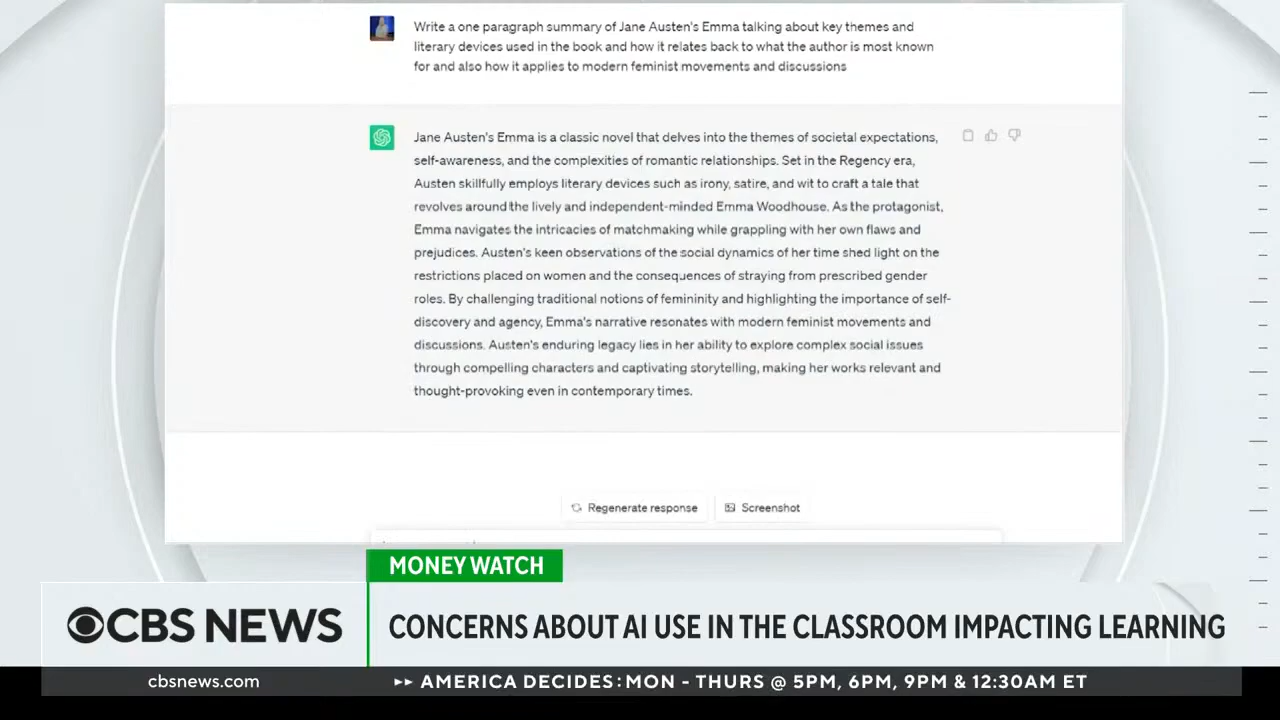 Write a one paragraph summary of Jane Austen's Emma talking about key themes and
literary devices used in the book and how it relates back to what the author is most known
for and also how it applies to modern feminist movements and discussions
Jane Austen's Emma is a classic novel that delves into the themes of societal expectations,
self-awareness, and the complexities of romantic relationships. Set in the Regency era,
Austen skillfully employs literary devices such as irony, satire, and wit to craft a tale that
revolves around the lively and independent-minded Emma Woodhouse. As the protagonist,
Emma navigates the intricacies of matchmaking while grappling with her own flaws and
prejudices. Austen's keen observations of the social dynamics of her time shed light on the
restrictions placed on women and the consequences of straying from prescribed gender
roles. By challenging traditional notions of femininity and highlighting the importance of self-
discovery and agency, Emma's narrative resonates with modern feminist movements and
discussions. Austen's enduring legacy lies in her ability to explore complex social issues
through compelling characters and captivating storytelling, making her works relevant and
thought-provoking even in contemporary times.
Regenerate response
Screenshot
MONEY WATCH
CBS NEWS
CONCERNS ABOUT AI USE IN THE CLASSROOM IMPACTING LEARNING
cbsnews.com
AMERICA DECIDES: MON - THURS @ 5PM, 6PM, 9PM & 12:30AM ET